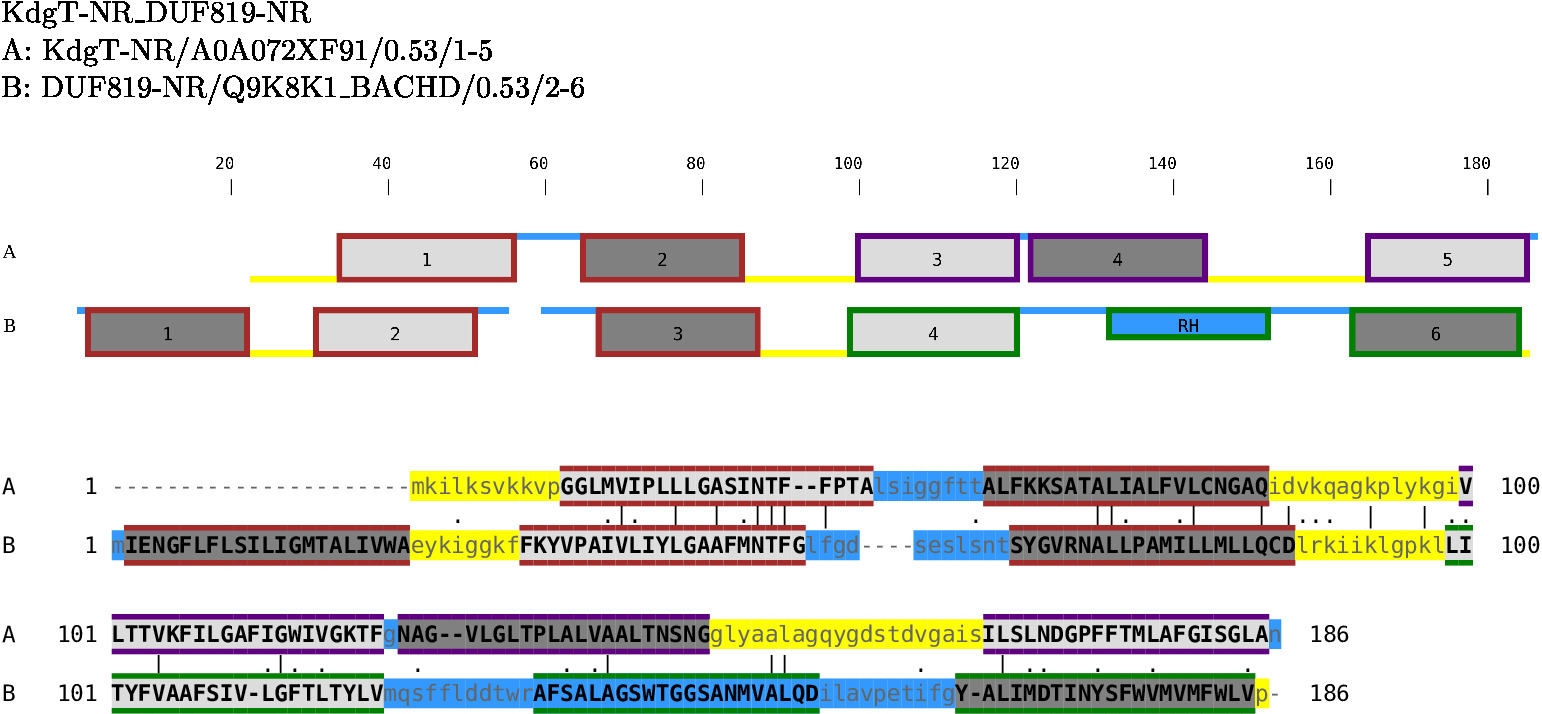 KdgT-NR_DUF819-NR
A: KdgT-NR/A0A072XF91/0.53/1-5
B: DUF819-NR/Q9K8K1_BACHD/0.53/2-6
20 40 60 80 100 120 140 160 180
A 1 2 3 4 5
B 1 2 3 4 RH 6
A 1 ----------------------mkilksvkkvpGGLMVIPLLLGASINTF--FPTAlsiggfttALFKKSATALIALFVLCNGAQidvkqagkplykgiV 100
B 1 mIENGFLFLSILIGMTALIVWAeykiggkfFKYVPAIVLIYLGAAFMNTFGlfgd----seslsntSYGVRNALLPAMILLMLLQCDlrkiiklgpklLI 100
A 101 LTTVKFILGAFIGWIVGKTFgNAG--VLGLTPLALVAALTNSNGglyaalagqygdstdvgaisILSLNDGPFFTMLAFGISGLAn 186
B 101 TYFVAAFSIV-LGFTLTYLVmqsfflddtwrAFSALAGSWTGGSANMVALQDilavpetifgY-ALIMDTINYSFWVMVMFWLVp- 186